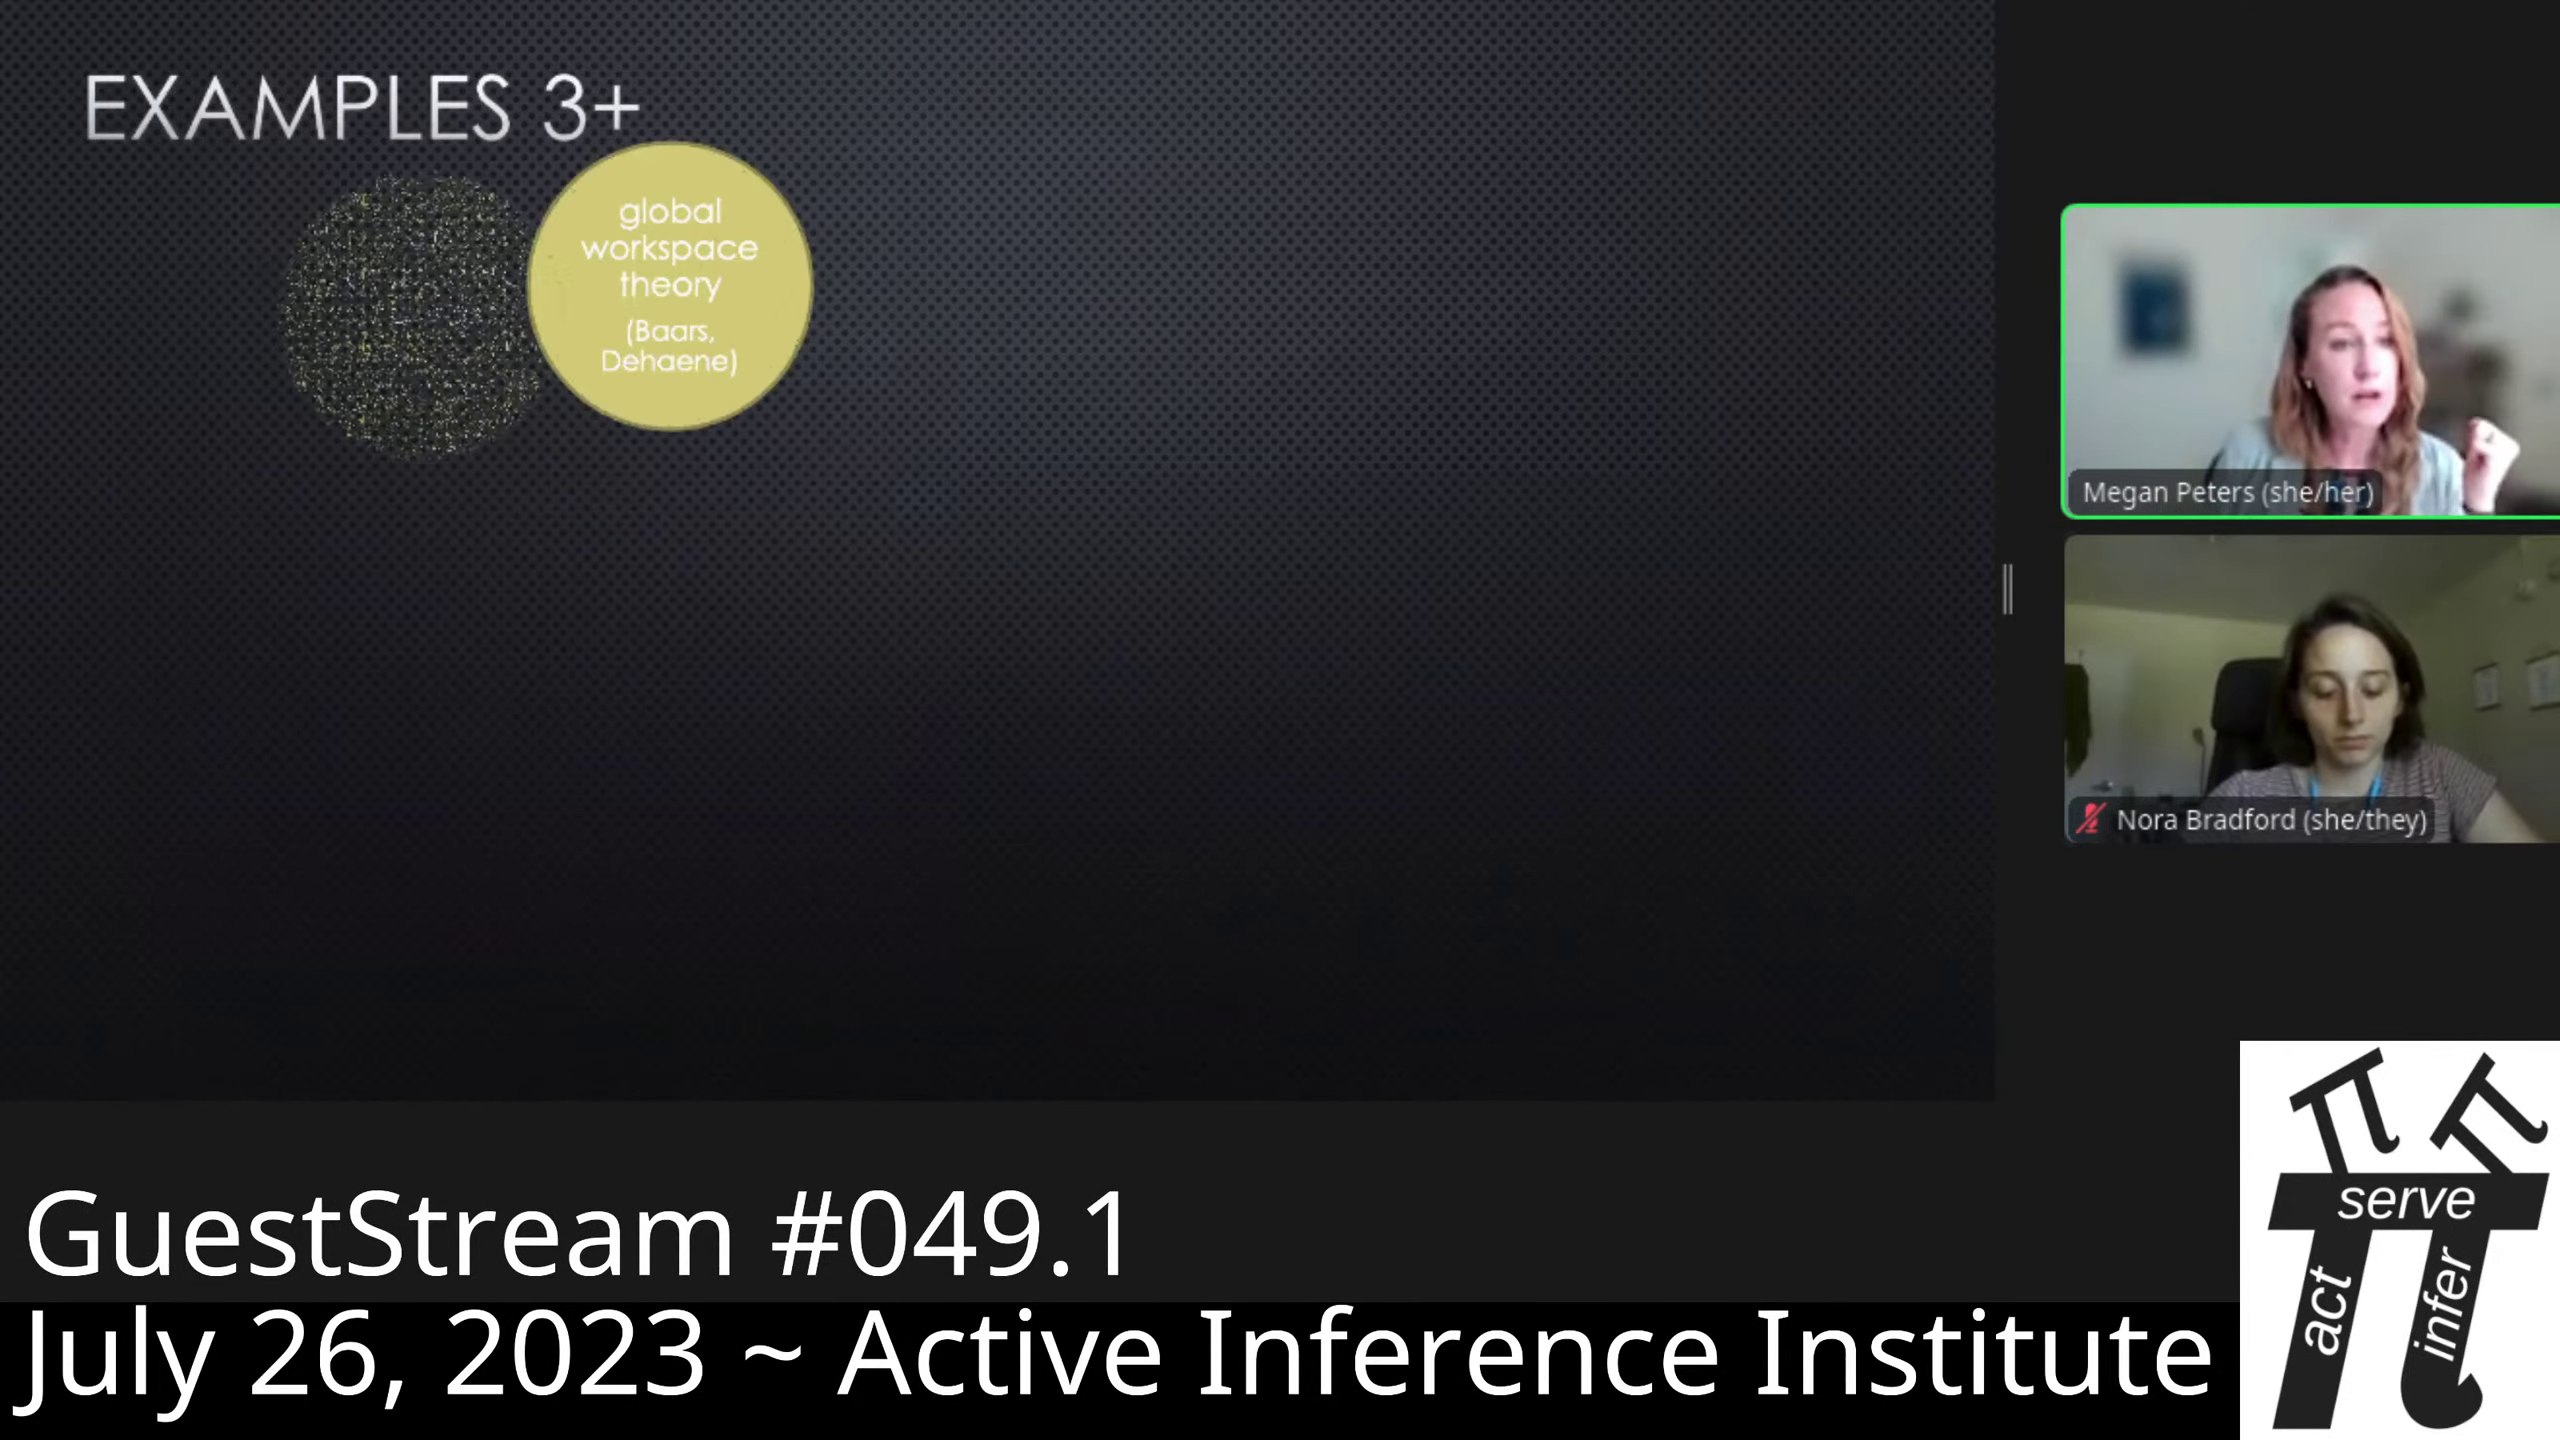 EXAMPLES 3+
global
workspace
theory
(Baars,
Dehaene)
Megan Peters (she/her)
Nora Bradford (she/they)
GuestStream #049.1
July 26, 2023 ~ Active Inference Institute
serve
act
infer